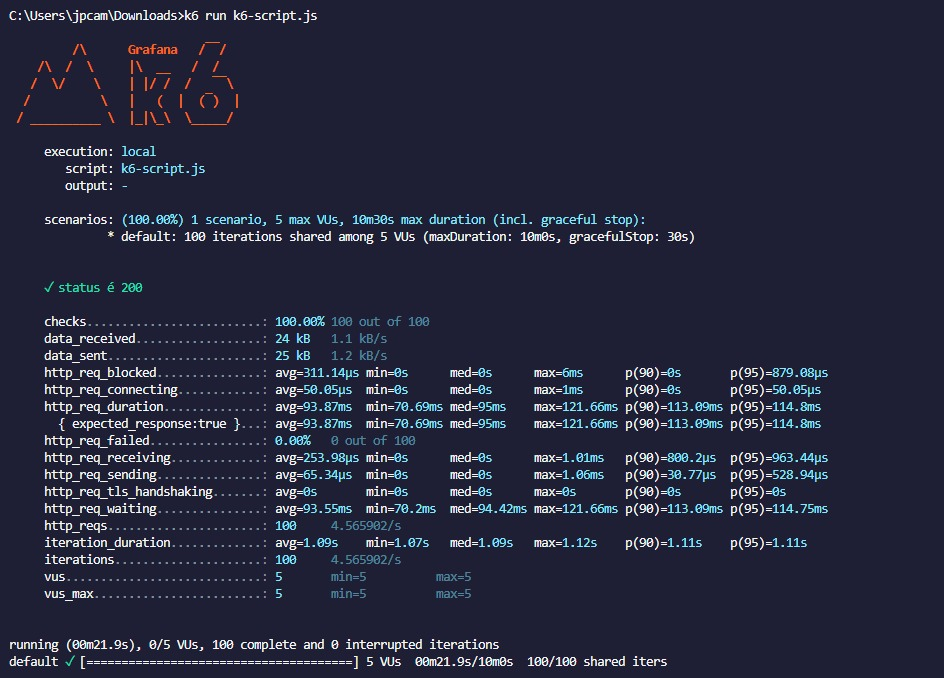 C:\Users\jpcam\Downloads>k6 run k6-script.js
Grafana
execution: local
script: k6-script.js
output: -
scenarios: (100.00%) 1 scenario, 5 max VUs, 10m30s max duration (incl. graceful stop):
* default: 100 iterations shared among 5 VUs (maxDuration: 10m0s, gracefulStop: 30s)
✓ status é 200
checks.........................: 100.00% 100 out of 100
data_received..................: 24 kB 1.1 kB/s
data_sent......................: 25 kB 1.2 kB/s
http_req_blocked...............: avg=311.14µs min=0s med=0s max=6ms p(90)=0s p(95)=879.08µs
http_req_connecting............: avg=50.05µs min=0s med=0s max=1ms p(90)=0s p(95)=50.05µs
http_req_duration..............: avg=93.87ms min=70.69ms med=95ms max=121.66ms p(90)=113.09ms p(95)=114.8ms
{ expected_response:true }...: avg=93.87ms min=70.69ms med=95ms max=121.66ms p(90)=113.09ms p(95)=114.8ms
http_req_failed................: 0.00% 0 out of 100
http_req_receiving.............: avg=253.98µs min=0s med=0s max=1.01ms p(90)=800.2µs p(95)=963.44µs
http_req_sending...............: avg=65.34µs min=0s med=0s max=1.06ms p(90)=30.77µs p(95)=528.94µs
http_req_tls_handshaking.......: avg=0s min=0s med=0s max=0s p(90)=0s p(95)=0s
http_req_waiting...............: avg=93.55ms min=70.2ms med=94.42ms max=121.66ms p(90)=113.09ms p(95)=114.75ms
http_reqs......................: 100 4.565902/s
iteration_duration.............: avg=1.09s min=1.07s med=1.09s max=1.12s p(90)=1.11s p(95)=1.11s
iterations.....................: 100 4.565902/s
vus............................: 5 min=5 max=5
vus_max........................: 5 min=5 max=5
running (00m21.9s), 0/5 VUs, 100 complete and 0 interrupted iterations
default ✓ [======================================] 5 VUs 00m21.9s/10m0s 100/100 shared iters